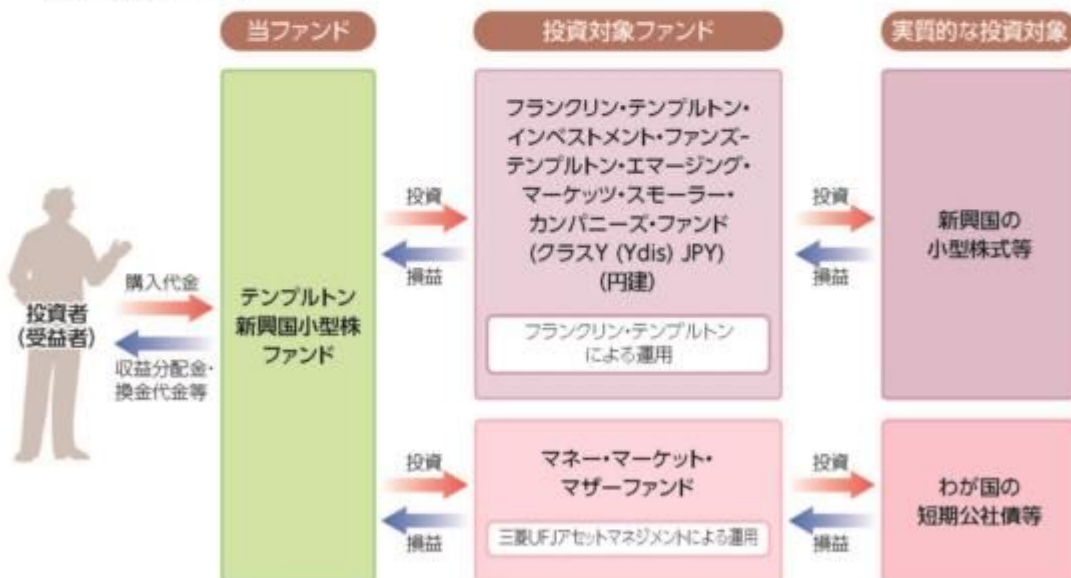 当ファンド
投資対象ファンド
実質的な投資対象
フランクリン・テンプルトン・
インベストメント・ファンズ-
テンプルトン・エマージング・
マーケッツ・スモーラー・
カンパニーズ・ファンド
(クラスY (Ydis) JPY)
(円建)
フランクリン・テンプルトン
による運用
投資
損益
投資
損益
新興国の
小型株式等
投資者
(受益者)
購入代金
収益分配金・
換金代金等
テンプルトン
新興国小型株
ファンド
投資
損益
マネー・マーケット・
マザーファンド
三菱UFJアセットマネジメントによる運用
投資
損益
わが国の
短期公社債等